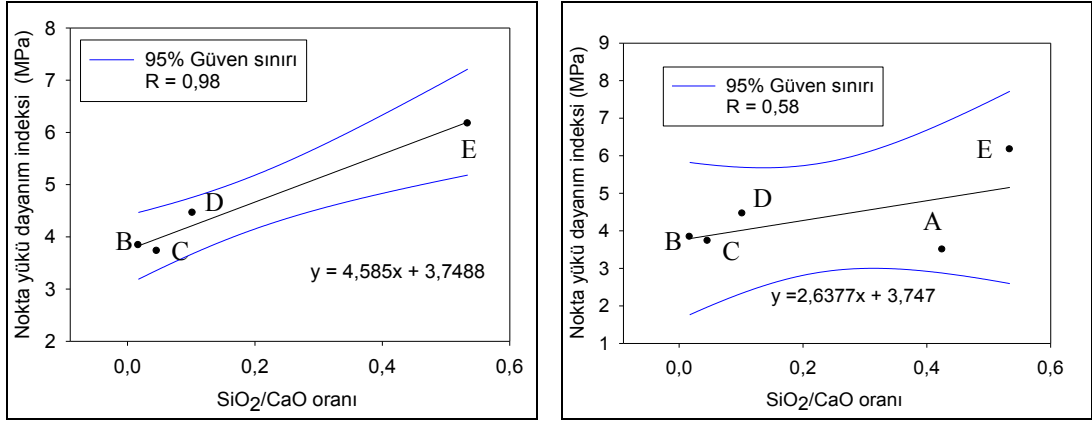 Nokta yükü dayanım indeksi (MPa)
8
7
6
5
4
3
2
95% Güven sınırı
R = 0,98
B
C
D
E
y = 4,585x + 3,7488
0,0 0,2 0,4 0,6
SiO2/CaO oranı
Nokta yükü dayanım indeksi (MPa)
9
8
7
6
5
4
3
2
1
95% Güven sınırı
R = 0,58
E
D
B
C
A
y =2,6377x + 3,747
0,0 0,2 0,4 0,6
SiO2/CaO oranı